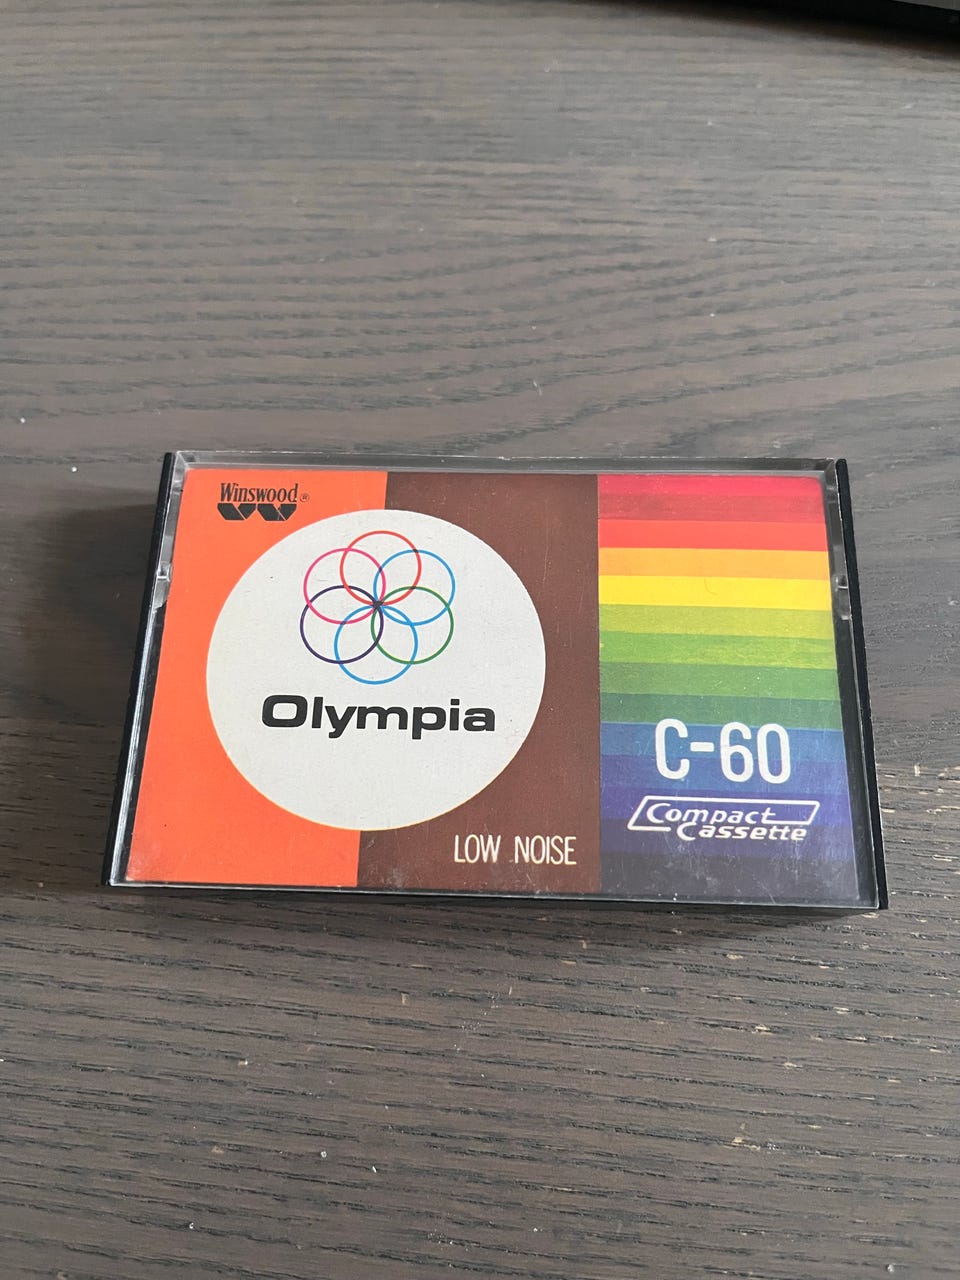 Winswood ®
Olympia
LOW NOISE
C-60
Compact
Cassette